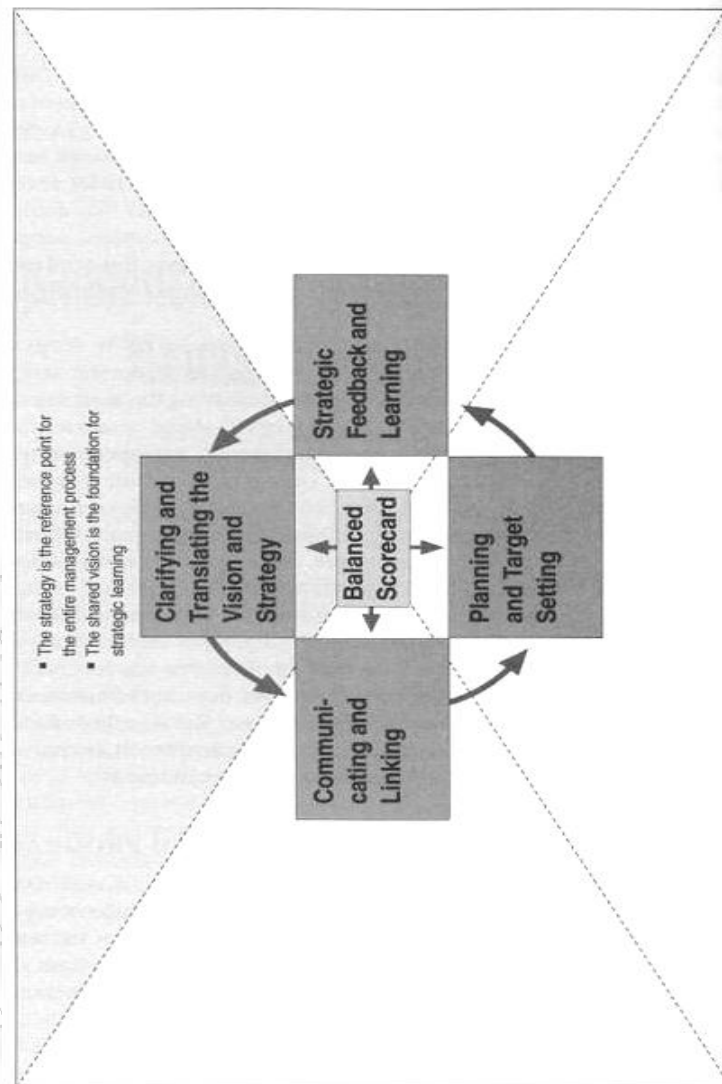 ▪ The strategy is the reference point for
the entire management process
▪ The shared vision is the foundation for
strategic learning
Clarifying and
Translating the
Vision and
Strategy
Communi-
cating and
Linking
Balanced
Scorecard
Strategic
Feedback and
Learning
Planning
and Target
Setting